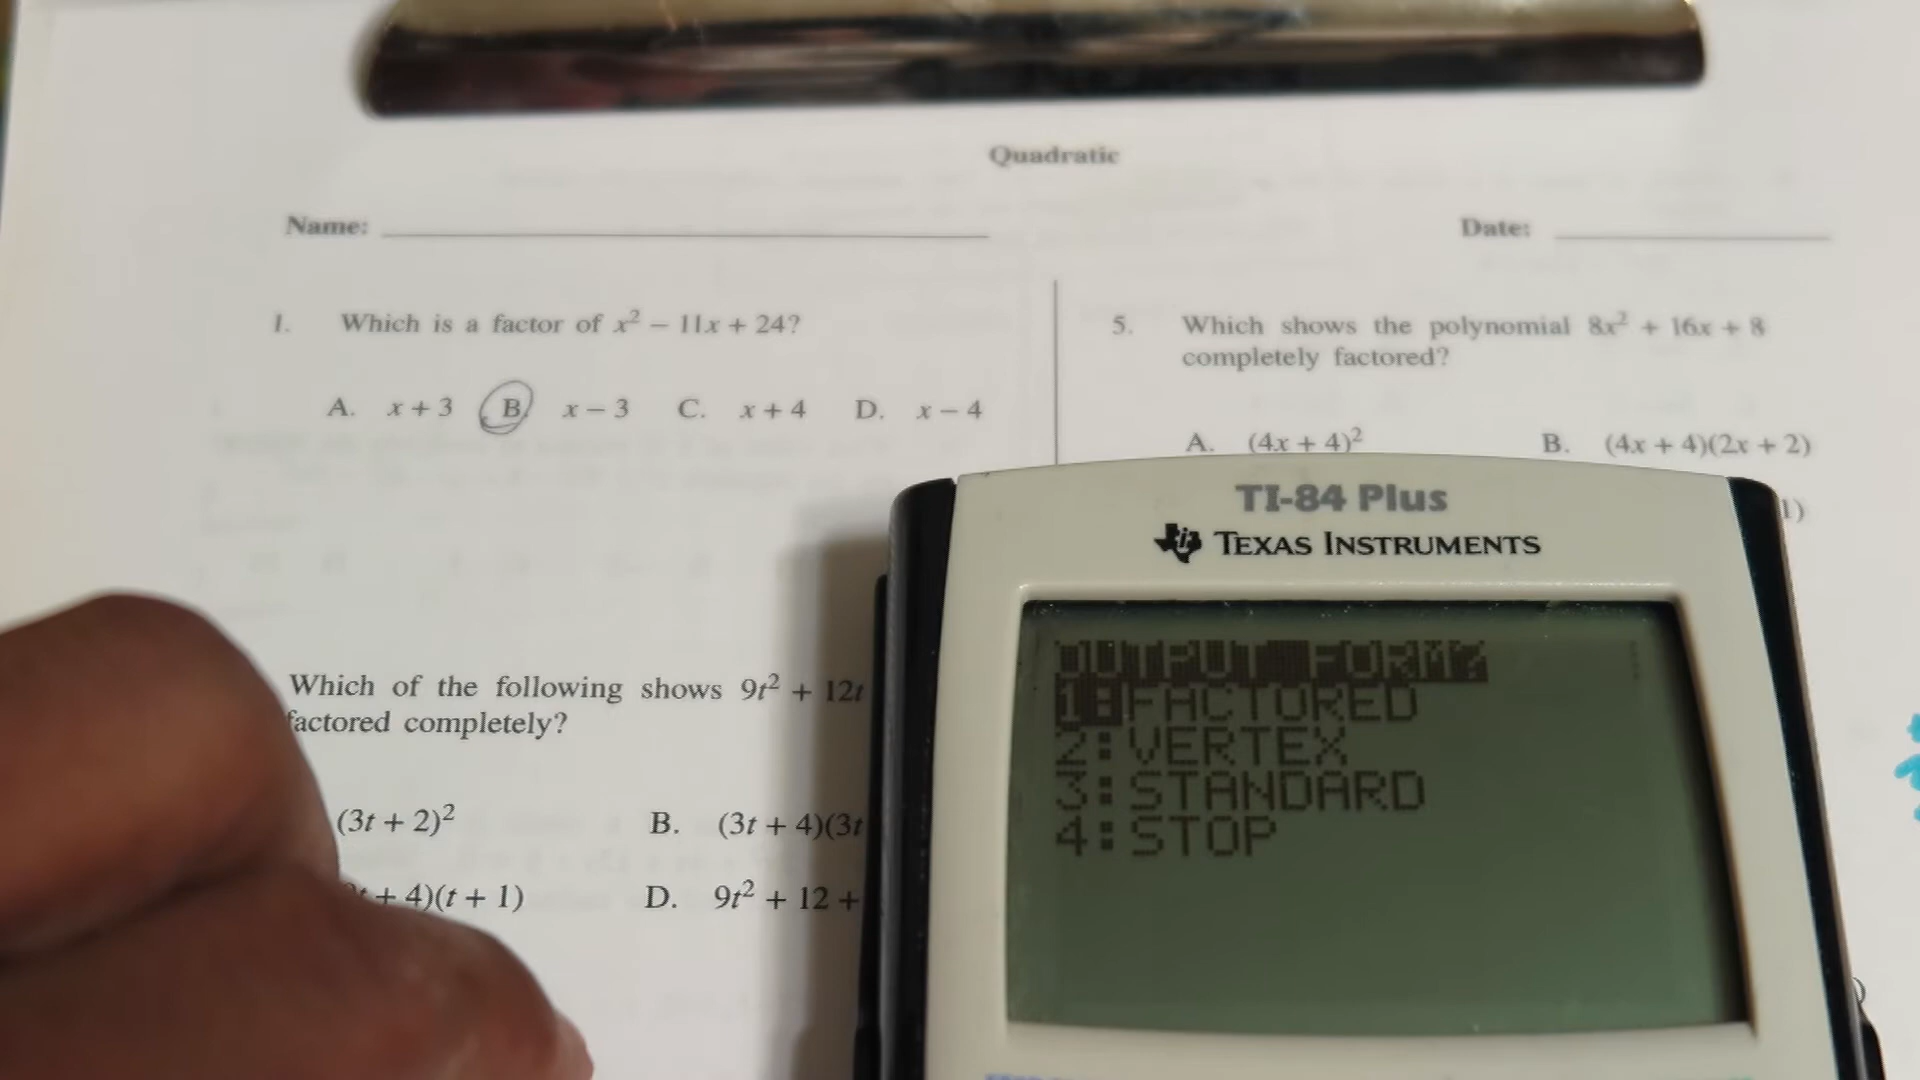 Quadratic
Name:
Date:
1. Which is a factor of x² – 11x + 24?
A. x + 3 B. x – 3 C. x + 4 D. x – 4
Which of the following shows 9t² + 12t
factored completely?
(3t + 2)² B. (3t + 4)(3t
t + 4)(t + 1) D. 9t² + 12 +
5. Which shows the polynomial 8x² + 16x + 8
completely factored?
A. (4x + 4)² B. (4x + 4)(2x + 2)
1)
TI-84 Plus
TEXAS INSTRUMENTS
OUTPUT FORM?
1:FACTORED
2:VERTEX
3:STANDARD
4:STOP